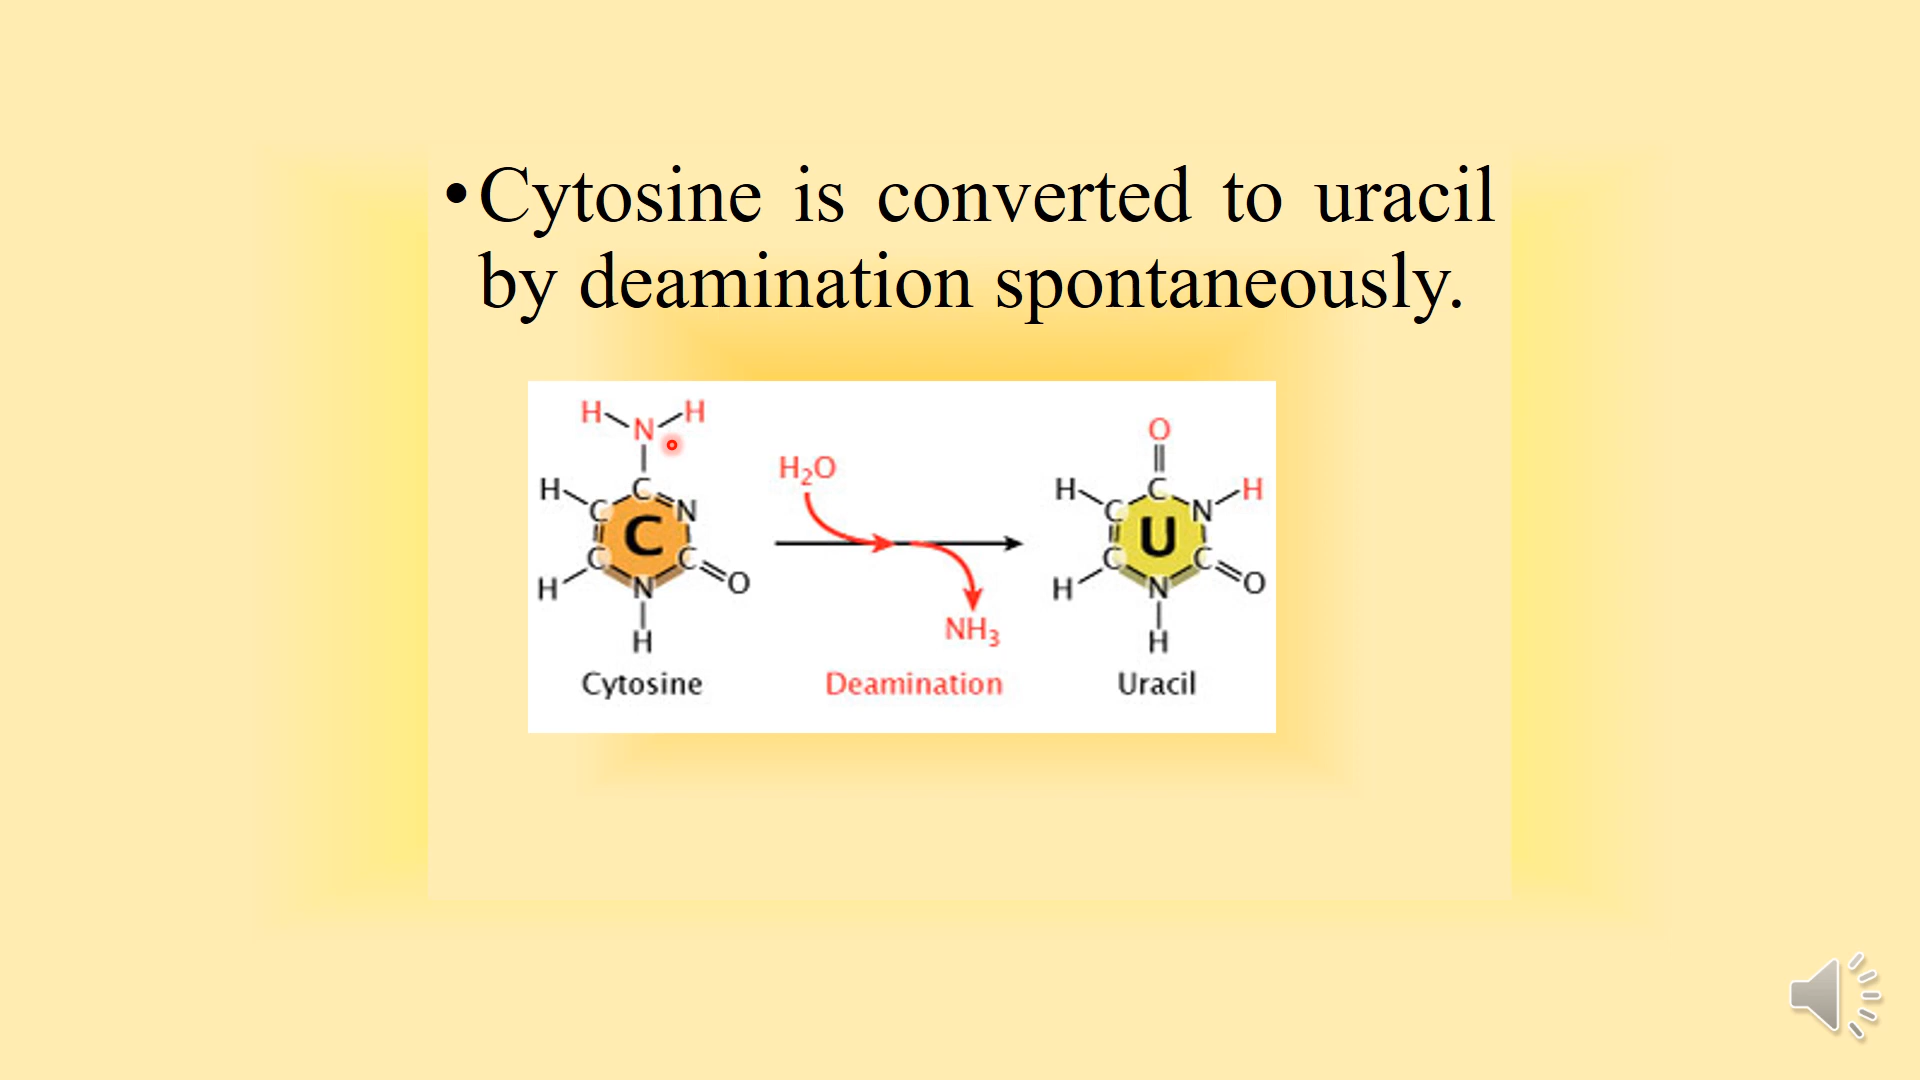 •Cytosine is converted to uracil
by deamination spontaneously.
H N H
H C N
C
C C O
H N
H
Cytosine
H₂O
NH₃
Deamination
O
H C N H
C
U
C C O
H N
H
Uracil